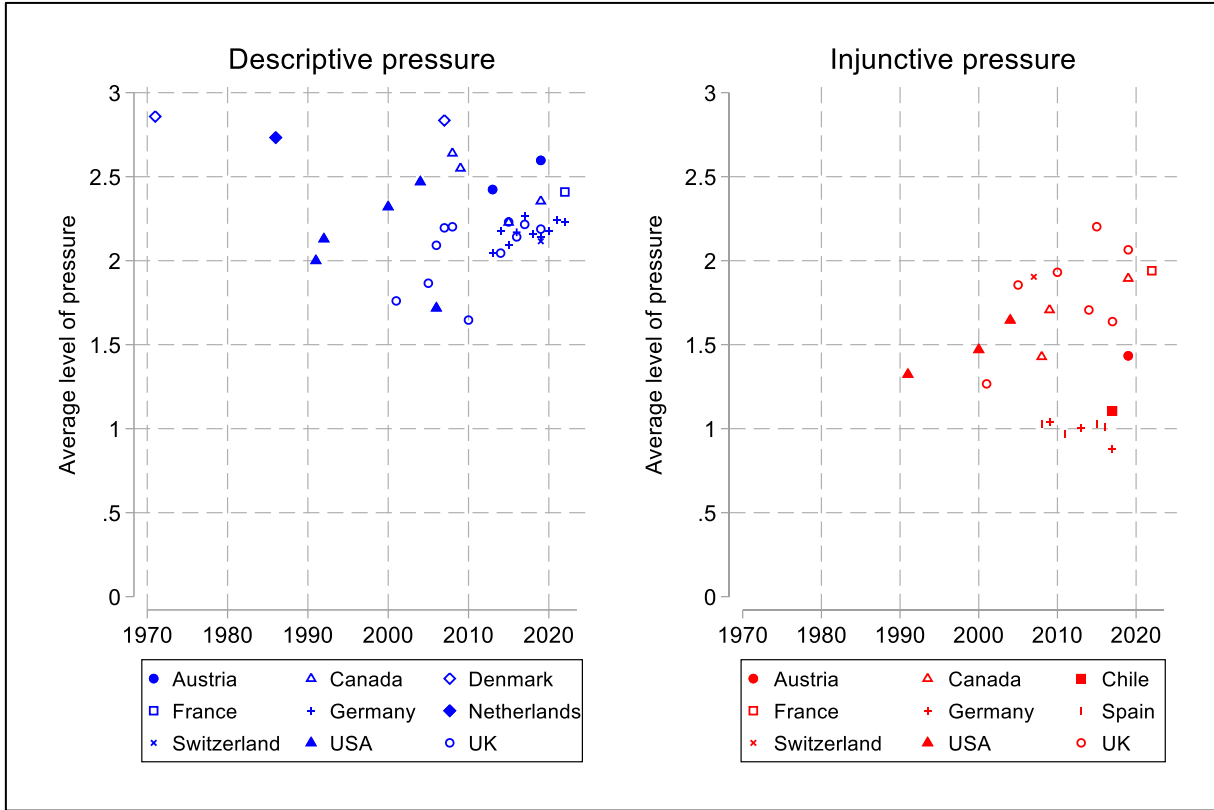 Descriptive pressure
Average level of pressure
3
2.5
2
1.5
1
.5
0
1970 1980 1990 2000 2010 2020
Austria Canada Denmark
France Germany Netherlands
Switzerland USA UK
Injunctive pressure
Average level of pressure
3
2.5
2
1.5
1
.5
0
1970 1980 1990 2000 2010 2020
Austria Canada Chile
France Germany Spain
Switzerland USA UK